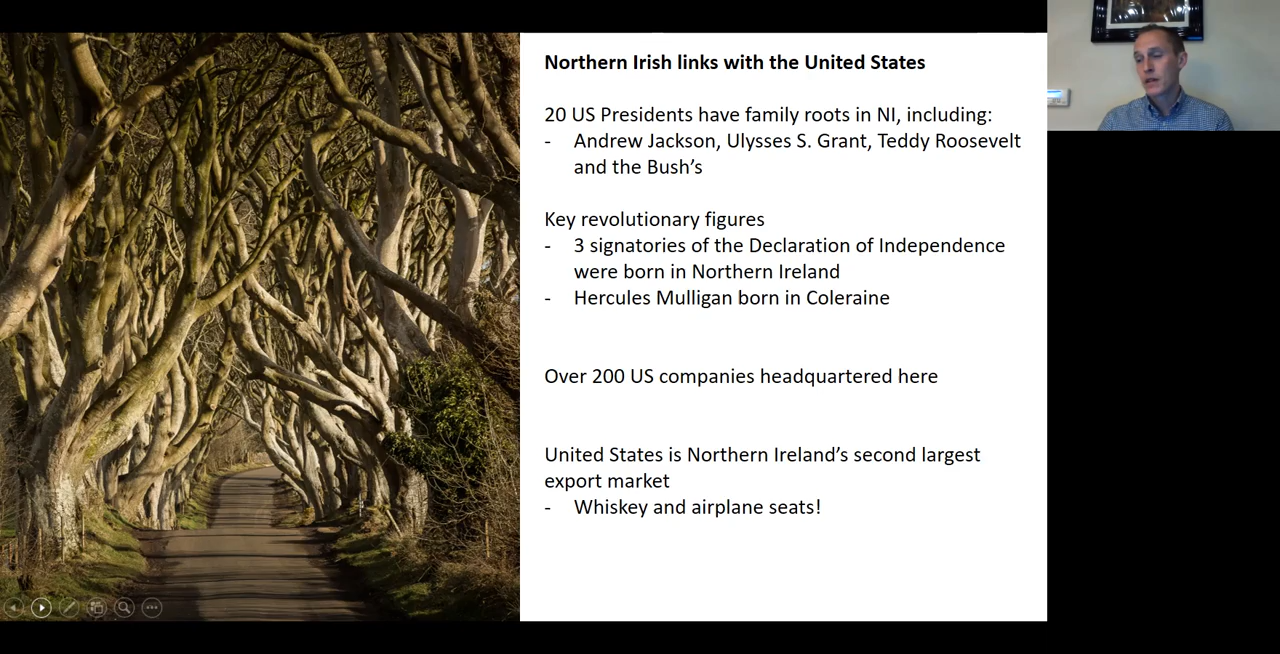 Northern Irish links with the United States
20 US Presidents have family roots in NI, including:
- Andrew Jackson, Ulysses S. Grant, Teddy Roosevelt
and the Bush’s
Key revolutionary figures
- 3 signatories of the Declaration of Independence
were born in Northern Ireland
- Hercules Mulligan born in Coleraine
Over 200 US companies headquartered here
United States is Northern Ireland’s second largest
export market
- Whiskey and airplane seats!